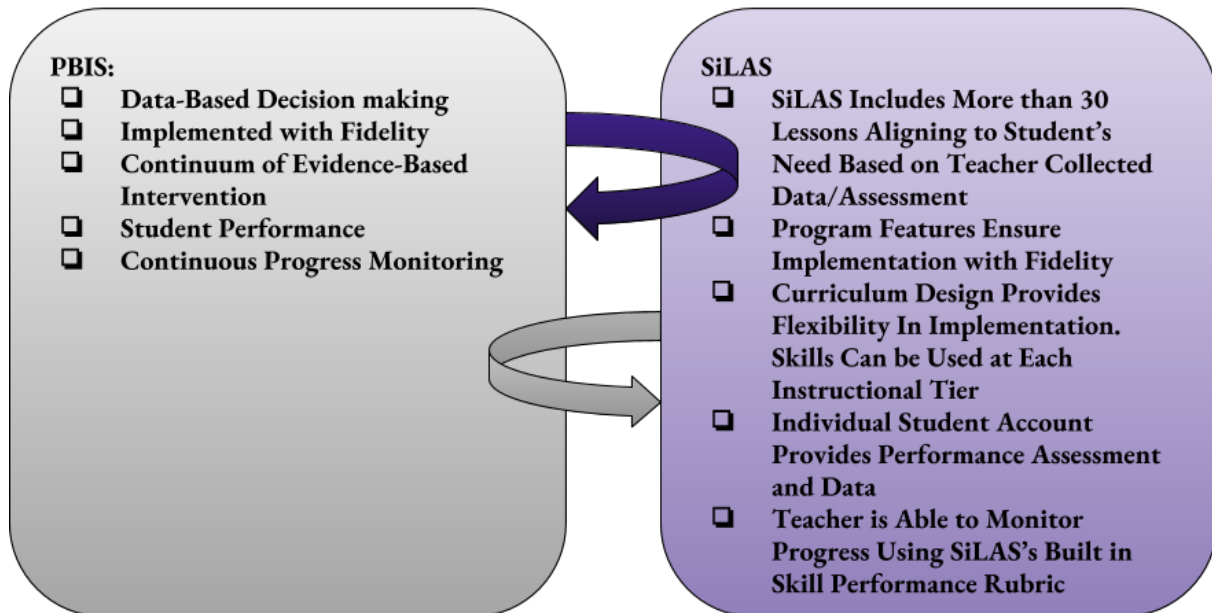 PBIS:
❏ Data-Based Decision making
❏ Implemented with Fidelity
❏ Continuum of Evidence-Based
Intervention
❏ Student Performance
❏ Continuous Progress Monitoring
SiLAS
❏ SiLAS Includes More than 30
Lessons Aligning to Student’s
Need Based on Teacher Collected
Data/Assessment
❏ Program Features Ensure
Implementation with Fidelity
❏ Curriculum Design Provides
Flexibility In Implementation.
Skills Can be Used at Each
Instructional Tier
❏ Individual Student Account
Provides Performance Assessment
and Data
❏ Teacher is Able to Monitor
Progress Using SiLAS’s Built in
Skill Performance Rubric